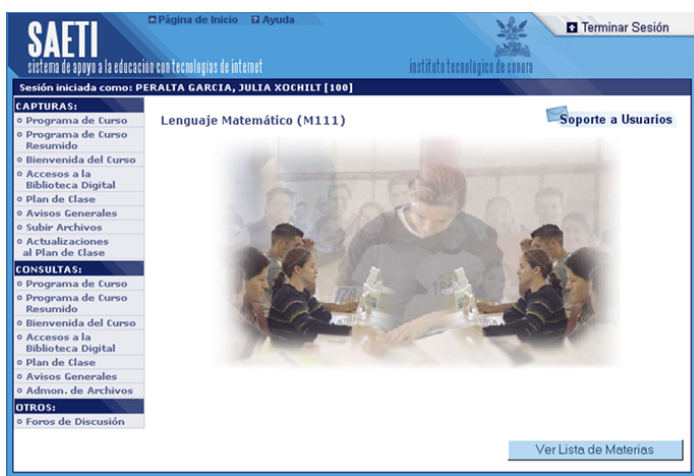 Página de Inicio Ayuda
Terminar Sesión
SAETI
sistema de apoyo a la educación con tecnologías de internet
instituto tecnológico de sonora
Sesión iniciada como: PERALTA GARCIA, JULIA XOCHILT [100]
CAPTURAS:
Programa de Curso
Programa de Curso
Resumido
Bienvenida del Curso
Accesos a la
Biblioteca Digital
Plan de Clase
Avisos Generales
Subir Archivos
Actualizaciones
al Plan de Clase
CONSULTAS:
Programa de Curso
Programa de Curso
Resumido
Bienvenida del Curso
Accesos a la
Biblioteca Digital
Plan de Clase
Avisos Generales
Admon. de Archivos
OTROS:
Foros de Discusión
Lenguaje Matemático (M111)
Soporte a Usuarios
Ver Lista de Materias